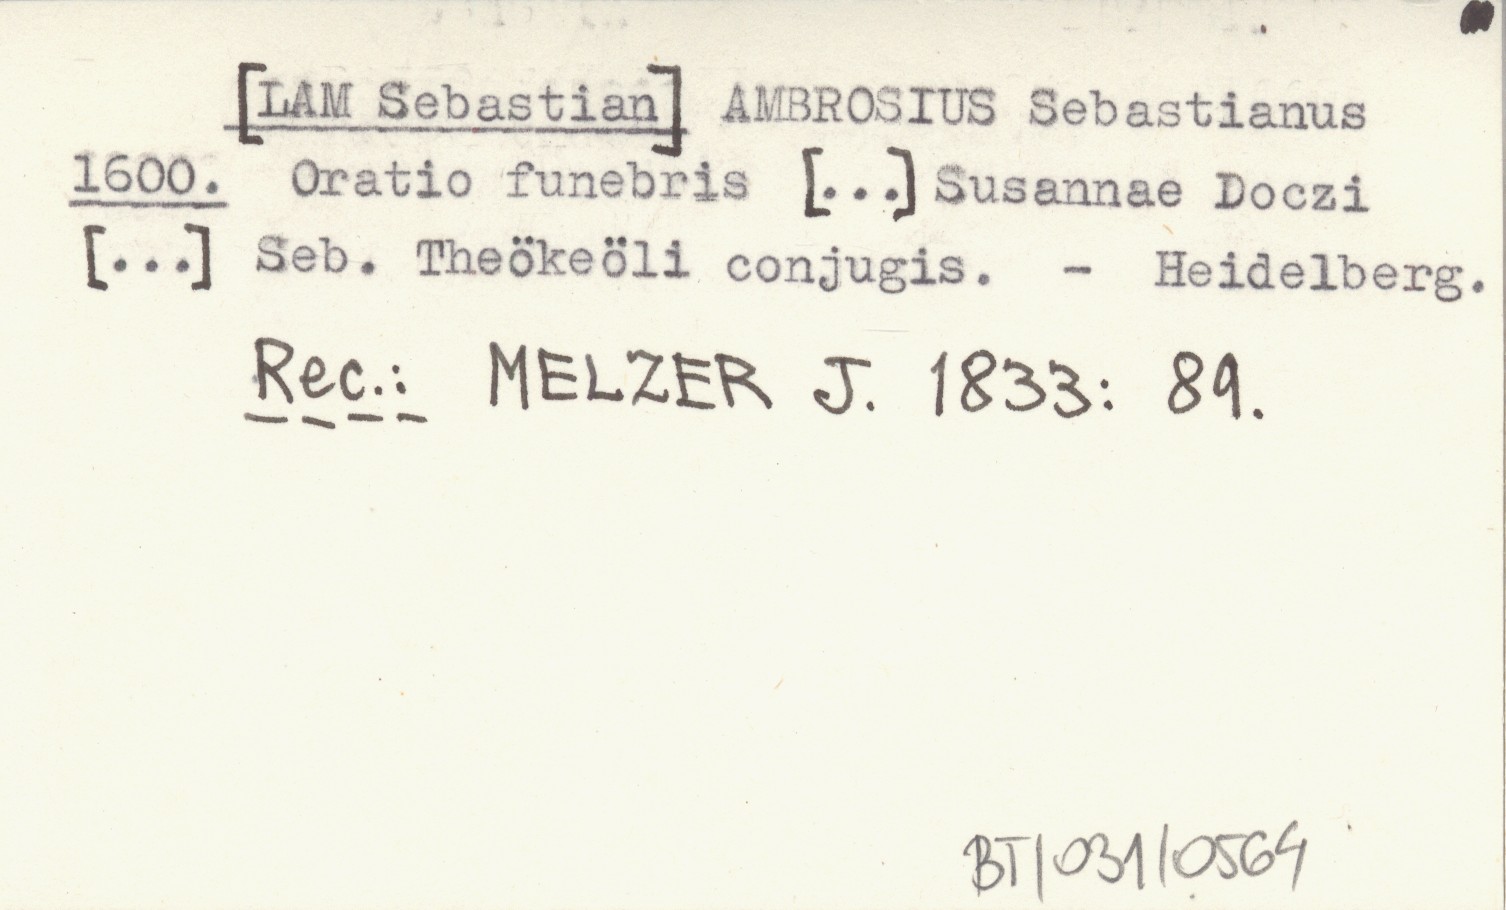 [LAM Sebastian] AMBROSIUS Sebastianus
1600. Oratio funebris [...] Susannae Doczi
[...] Seb. Theökeöli conjugis. - Heidelberg.
Rec.: MELZER J. 1833: 89.
BT/031/0564